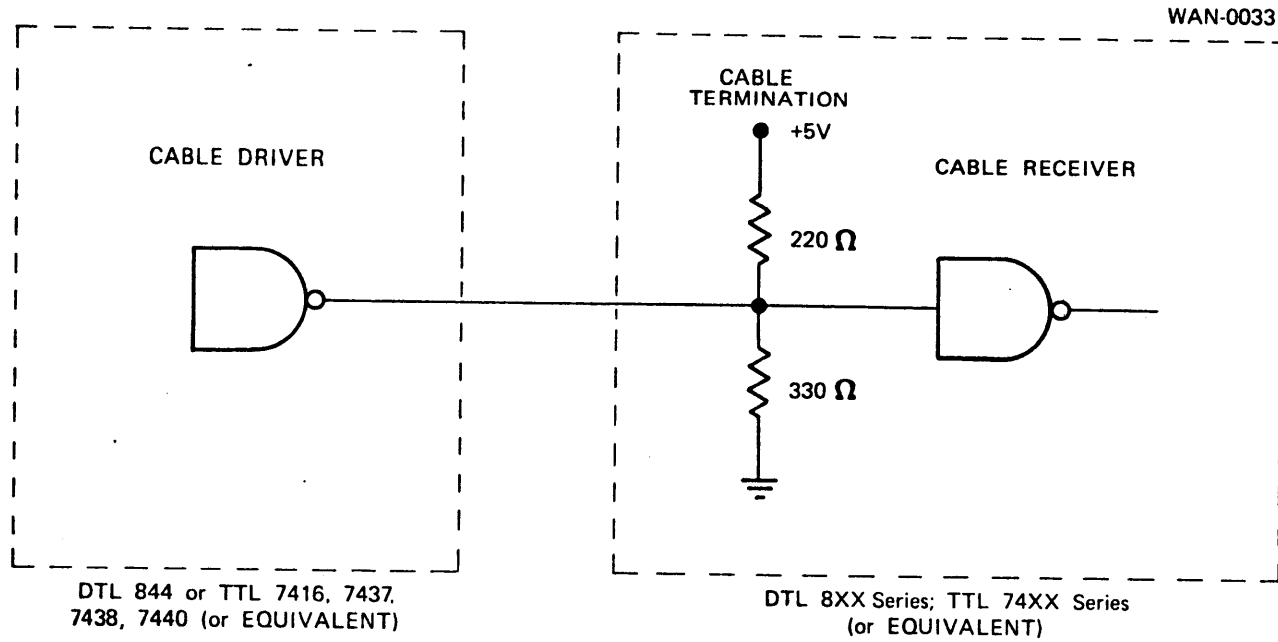 WAN-0033
CABLE DRIVER
CABLE
TERMINATION
+5V
CABLE RECEIVER
220 Ω
330 Ω
DTL 844 or TTL 7416, 7437,
7438, 7440 (or EQUIVALENT)
DTL 8XX Series; TTL 74XX Series
(or EQUIVALENT)